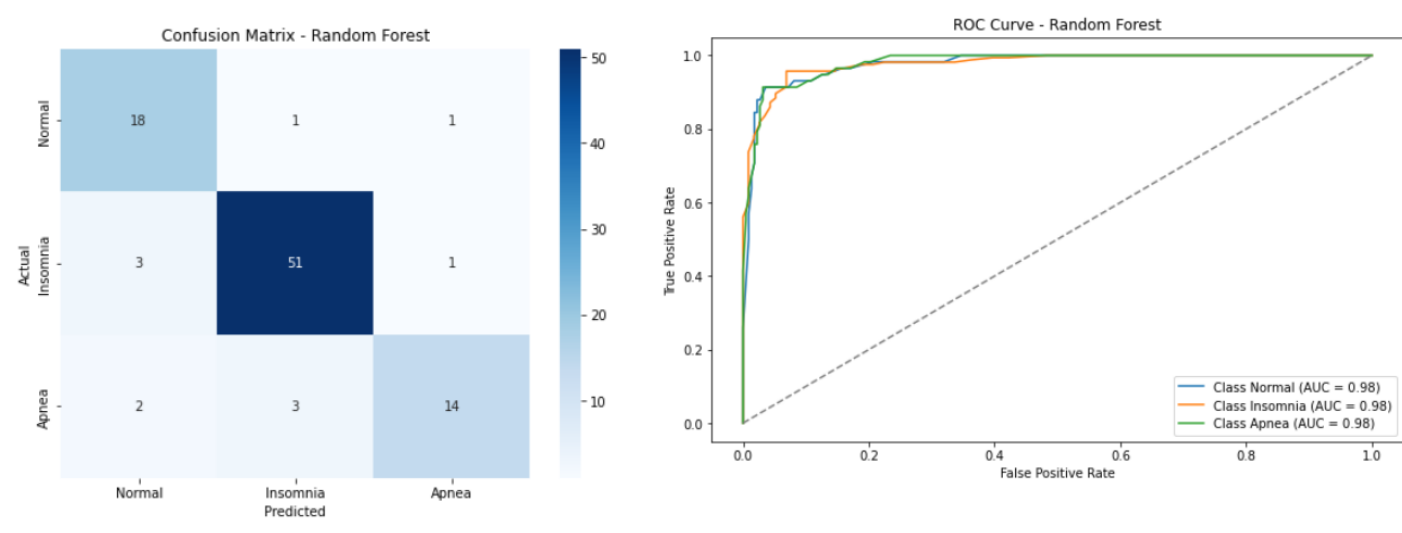 Confusion Matrix - Random Forest
Actual
Normal
18
1
1
Insomnia
3
51
1
Apnea
2
3
14
Normal
Insomnia
Apnea
Predicted
50
40
30
20
10
ROC Curve - Random Forest
True Positive Rate
1.0
0.8
0.6
0.4
0.2
0.0
0.0
0.2
0.4
0.6
0.8
1.0
False Positive Rate
Class Normal (AUC = 0.98)
Class Insomnia (AUC = 0.98)
Class Apnea (AUC = 0.98)